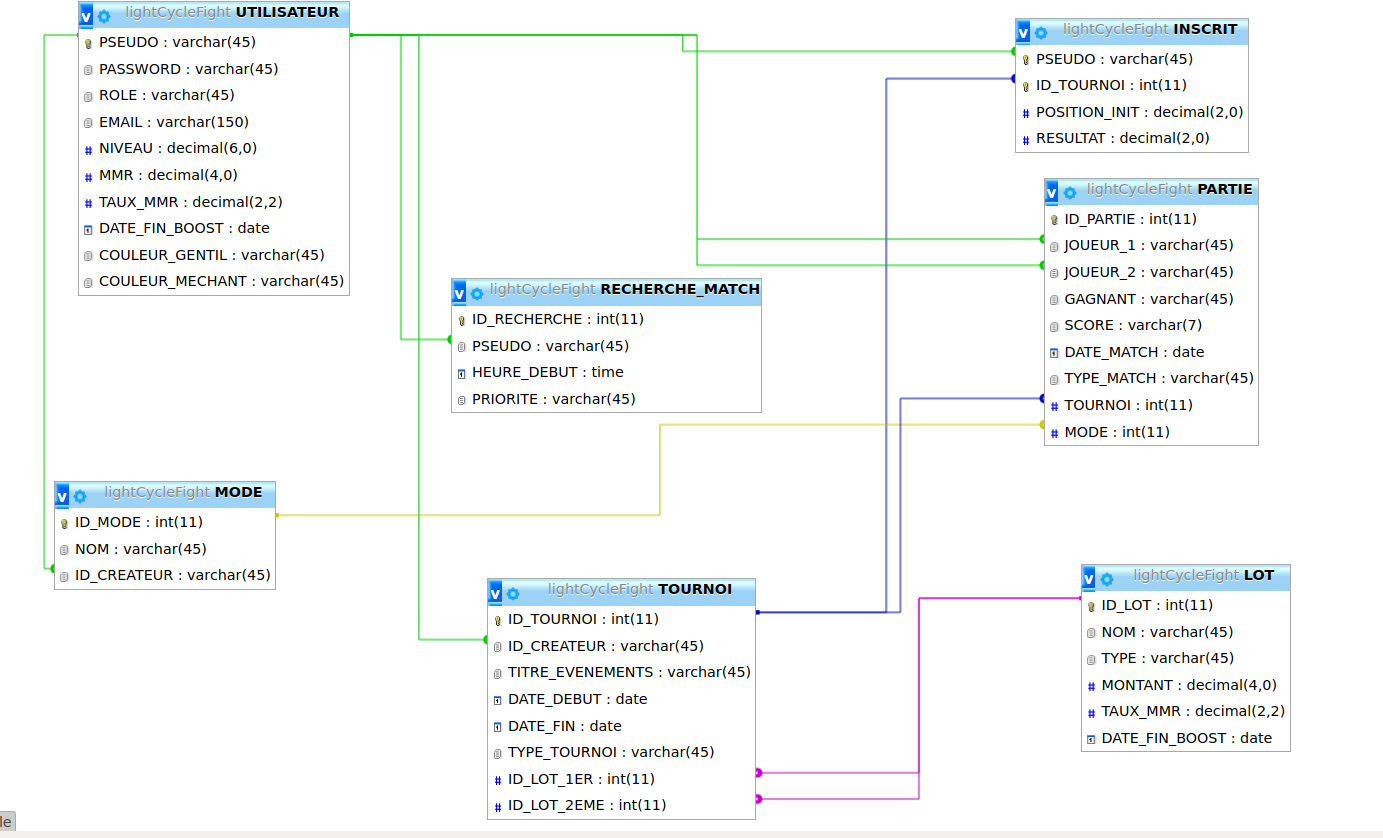 lightCycleFight UTILISATEUR
PSEUDO : varchar(45)
PASSWORD : varchar(45)
ROLE : varchar(45)
EMAIL : varchar(150)
NIVEAU : decimal(6,0)
MMR : decimal(4,0)
TAUX_MMR : decimal(2,2)
DATE_FIN_BOOST : date
COULEUR_GENTIL : varchar(45)
COULEUR_MECHANT : varchar(45)
lightCycleFight INSCRIT
PSEUDO : varchar(45)
ID_TOURNOI : int(11)
POSITION_INIT : decimal(2,0)
RESULTAT : decimal(2,0)
lightCycleFight PARTIE
ID_PARTIE : int(11)
JOUEUR_1 : varchar(45)
JOUEUR_2 : varchar(45)
GAGNANT : varchar(45)
SCORE : varchar(7)
DATE_MATCH : date
TYPE_MATCH : varchar(45)
TOURNOI : int(11)
MODE : int(11)
lightCycleFight RECHERCHE_MATCH
ID_RECHERCHE : int(11)
PSEUDO : varchar(45)
HEURE_DEBUT : time
PRIORITE : varchar(45)
lightCycleFight MODE
ID_MODE : int(11)
NOM : varchar(45)
ID_CREATEUR : varchar(45)
lightCycleFight TOURNOI
ID_TOURNOI : int(11)
ID_CREATEUR : varchar(45)
TITRE_EVENEMENTS : varchar(45)
DATE_DEBUT : date
DATE_FIN : date
TYPE_TOURNOI : varchar(45)
ID_LOT_1ER : int(11)
ID_LOT_2EME : int(11)
lightCycleFight LOT
ID_LOT : int(11)
NOM : varchar(45)
TYPE : varchar(45)
MONTANT : decimal(4,0)
TAUX_MMR : decimal(2,2)
DATE_FIN_BOOST : date
le